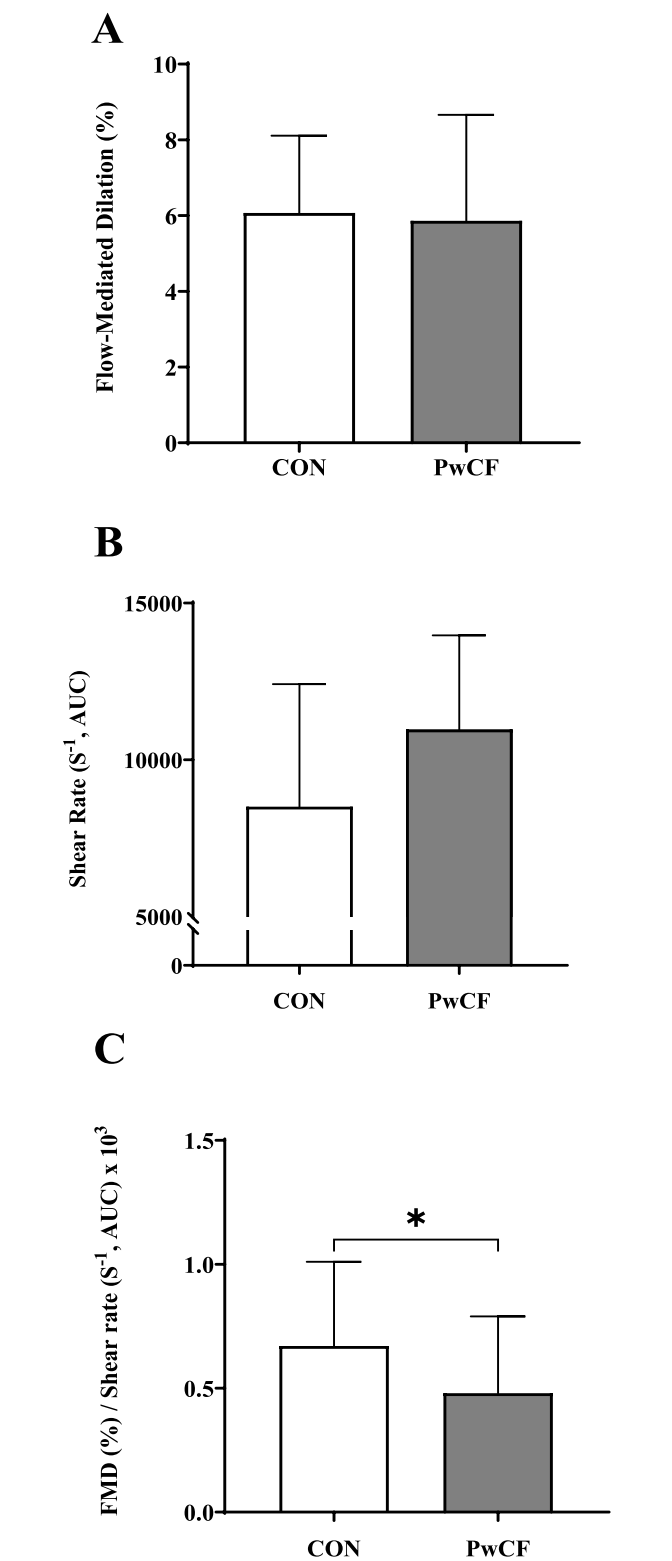 A
Flow-Mediated Dilation (%)
10
8
6
4
2
0
CON PwCF
B
Shear Rate (S⁻¹, AUC)
15000
10000
5000
0
CON PwCF
C
FMD (%) / Shear rate (S⁻¹, AUC) x 10³
1.5
*
1.0
0.5
0.0
CON PwCF